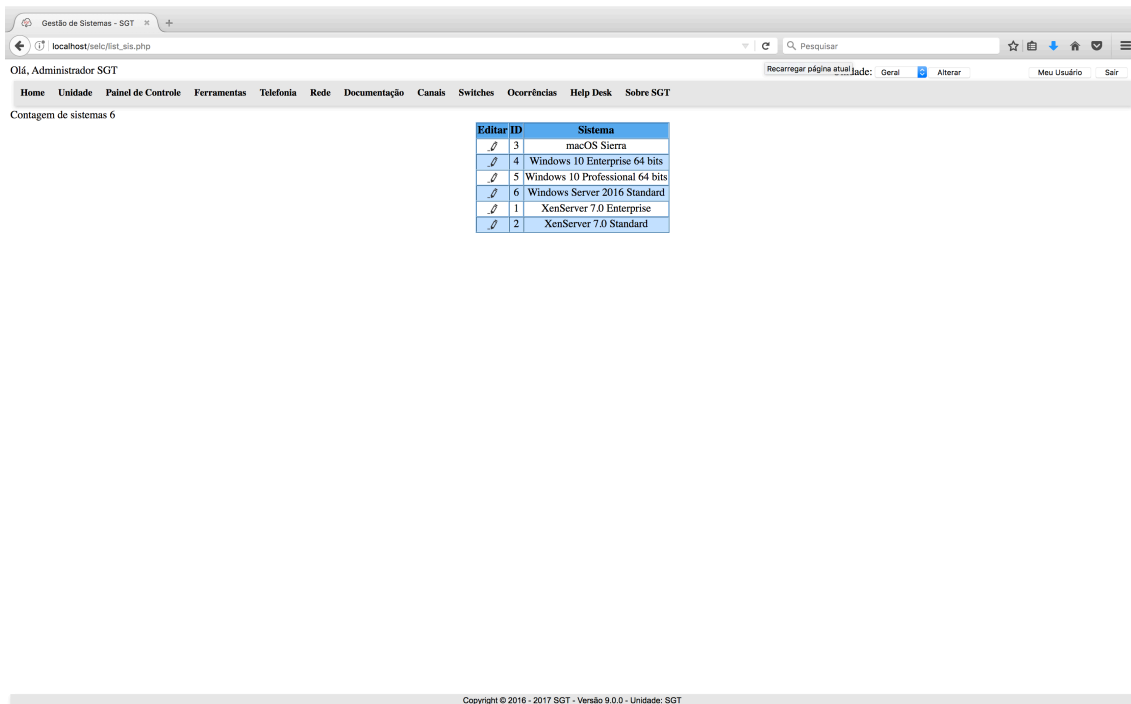 Gestão de Sistemas - SGT
localhost/selc/list_sis.php
Pesquisar
Olá, Administrador SGT
Recarregar página atual
dade: Geral Alterar Meu Usuário Sair
Home Unidade Painel de Controle Ferramentas Telefonia Rede Documentação Canais Switches Ocorrências Help Desk Sobre SGT
Contagem de sistemas 6
Editar ID Sistema
3 macOS Sierra
4 Windows 10 Enterprise 64 bits
5 Windows 10 Professional 64 bits
6 Windows Server 2016 Standard
1 XenServer 7.0 Enterprise
2 XenServer 7.0 Standard
Copyright © 2016 - 2017 SGT - Versão 9.0.0 - Unidade: SGT